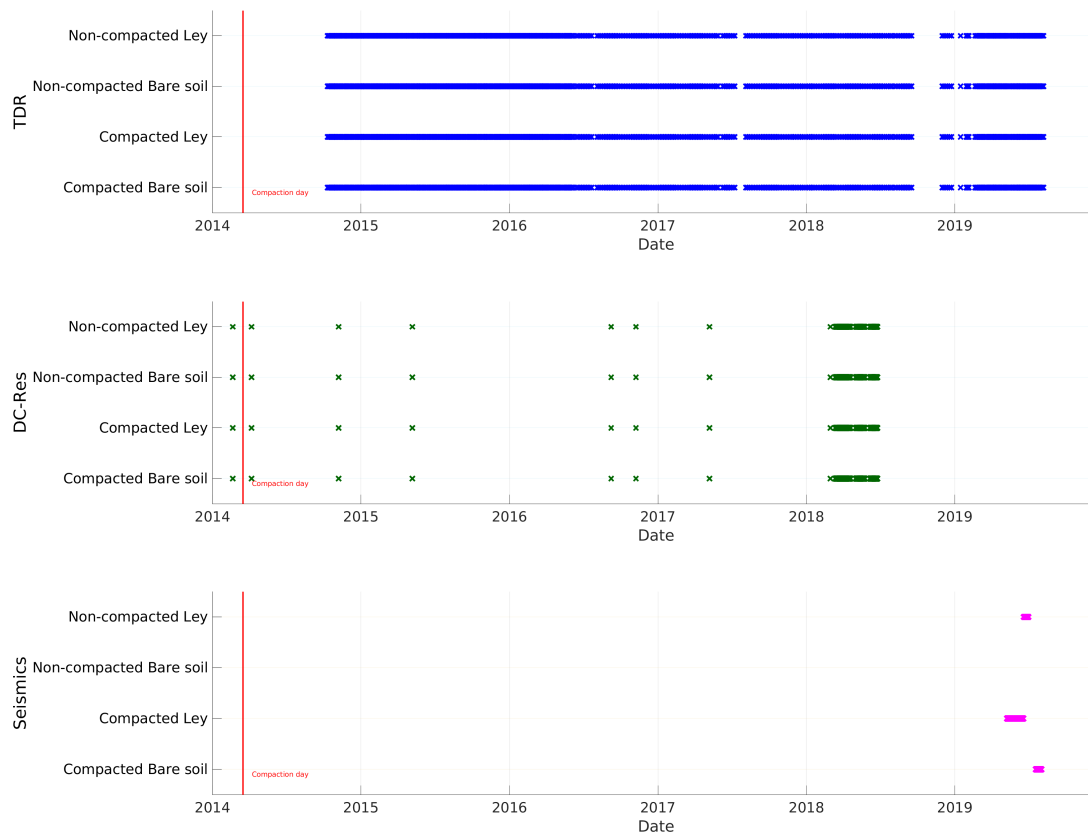 TDR
Non-compacted Ley
Non-compacted Bare soil
Compacted Ley
Compacted Bare soil
Compaction day
2014 2015 2016 2017 2018 2019
Date
DC-Res
Non-compacted Ley
Non-compacted Bare soil
Compacted Ley
Compacted Bare soil
Compaction day
2014 2015 2016 2017 2018 2019
Date
Seismics
Non-compacted Ley
Non-compacted Bare soil
Compacted Ley
Compacted Bare soil
Compaction day
2014 2015 2016 2017 2018 2019
Date